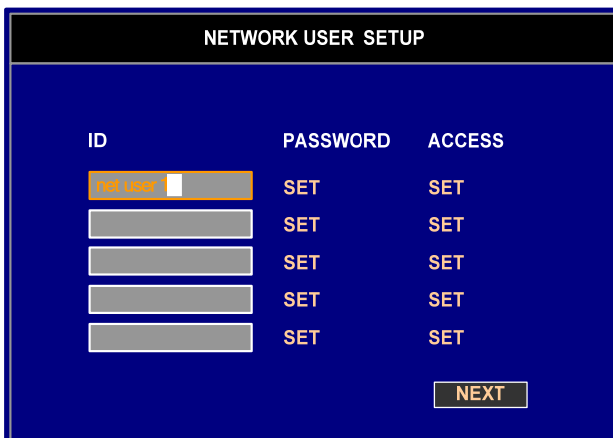 NETWORK USER SETUP
ID PASSWORD ACCESS
net user 1 SET SET
SET SET
SET SET
SET SET
SET SET
NEXT